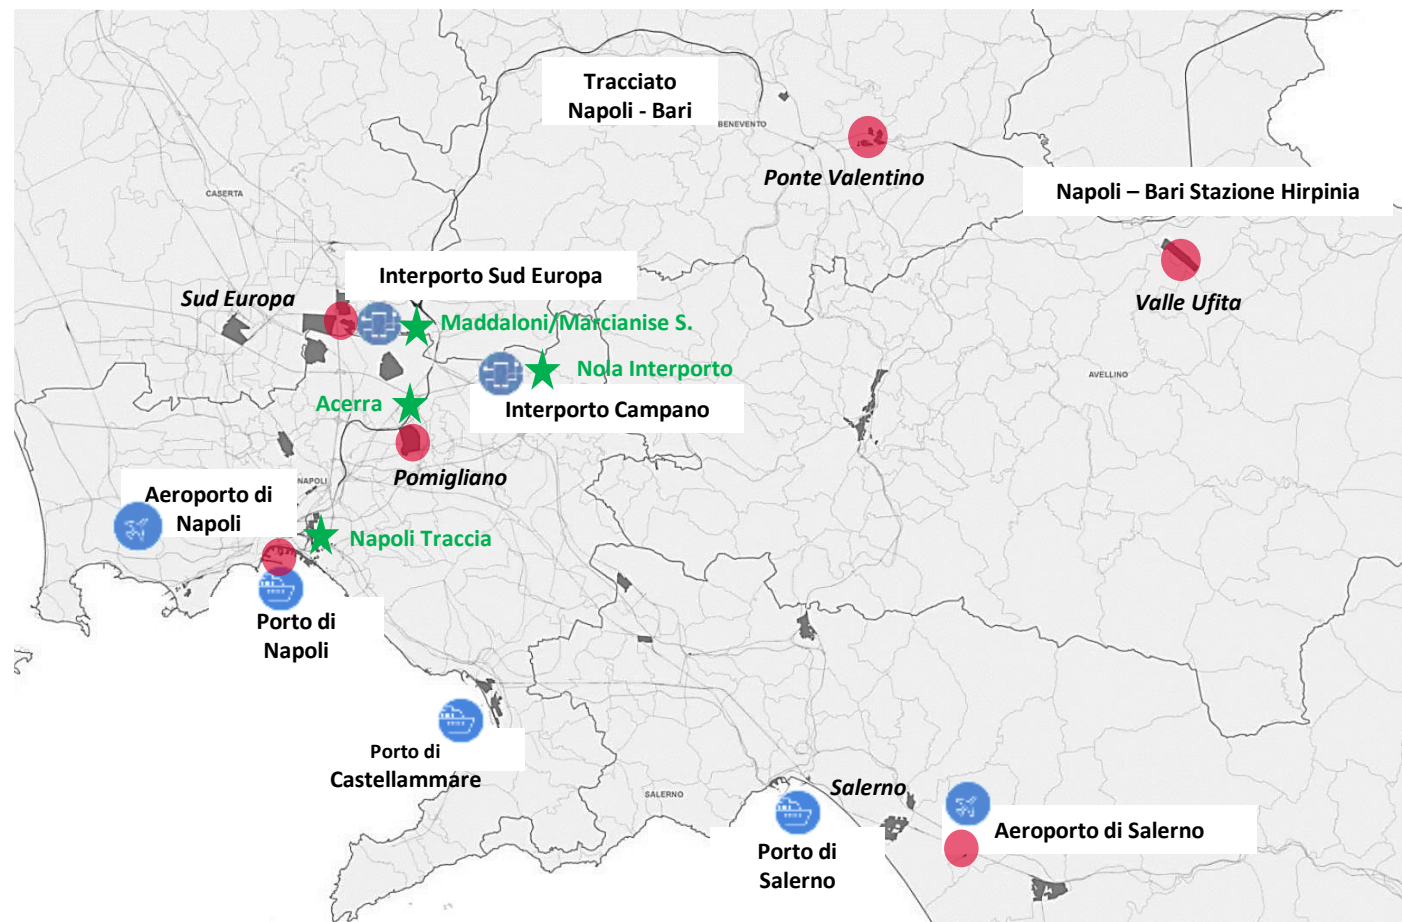 Tracciato
Napoli - Bari
BENEVENTO
Ponte Valentino
Napoli – Bari Stazione Hirpinia
CASERTA
Interporto Sud Europa
Sud Europa
Valle Ufita
Maddaloni/Marcianise S.
Nola Interporto
AVELLINO
Acerra
Interporto Campano
Pomigliano
NAPOLI
Aeroporto di
Napoli
Napoli Traccia
Porto di
Napoli
Porto di
Castellammare
SALERNO
Salerno
Aeroporto di Salerno
Porto di
Salerno